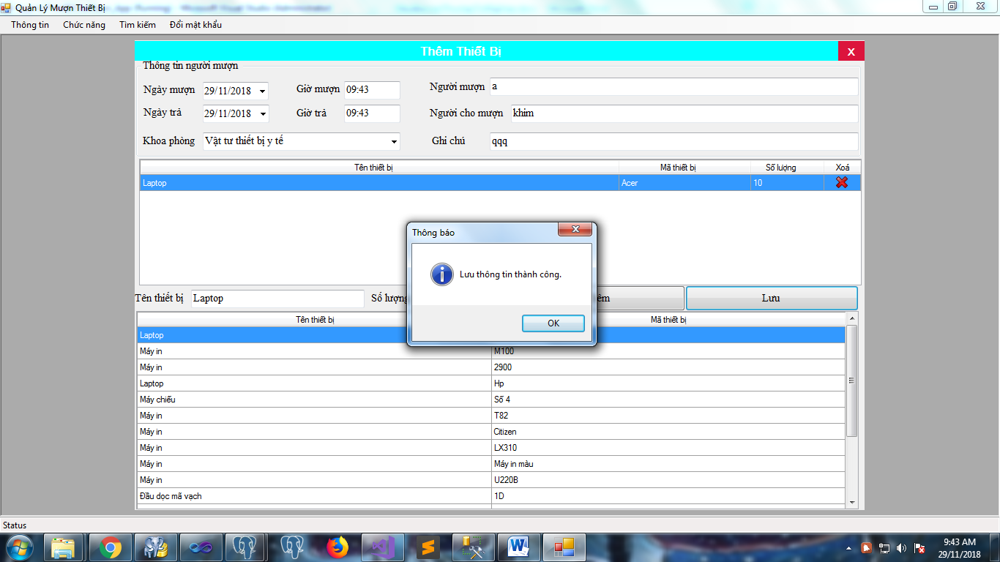 Quản Lý Mượn Thiết Bị
Thông tin Chức năng Tìm kiếm Đổi mật khẩu
Thêm Thiết Bi
X
Thông tin người mượn
Ngày mượn 29/11/2018 Giờ mượn 09:43 Người mượn a
Ngày trả 29/11/2018 Giờ trả 09:43 Người cho mượn khim
Khoa phòng Vật tư thiết bị y tế Ghi chú qqq
Tên thiết bị Mã thiết bị Số lượng Xoá
Laptop Acer 10
Thông báo
Lưu thông tin thành công.
OK
Tên thiết bị Laptop Số lượng Lưu
Tên thiết bị Mã thiết bị
Laptop
Máy in M100
Máy in 2900
Laptop Hp
Máy chiếu Số 4
Máy in T82
Máy in Citizen
Máy in LX310
Máy in Máy in màu
Máy in U220B
Đầu dọc mã vạch 1D
Status
9:43 AM
29/11/2018